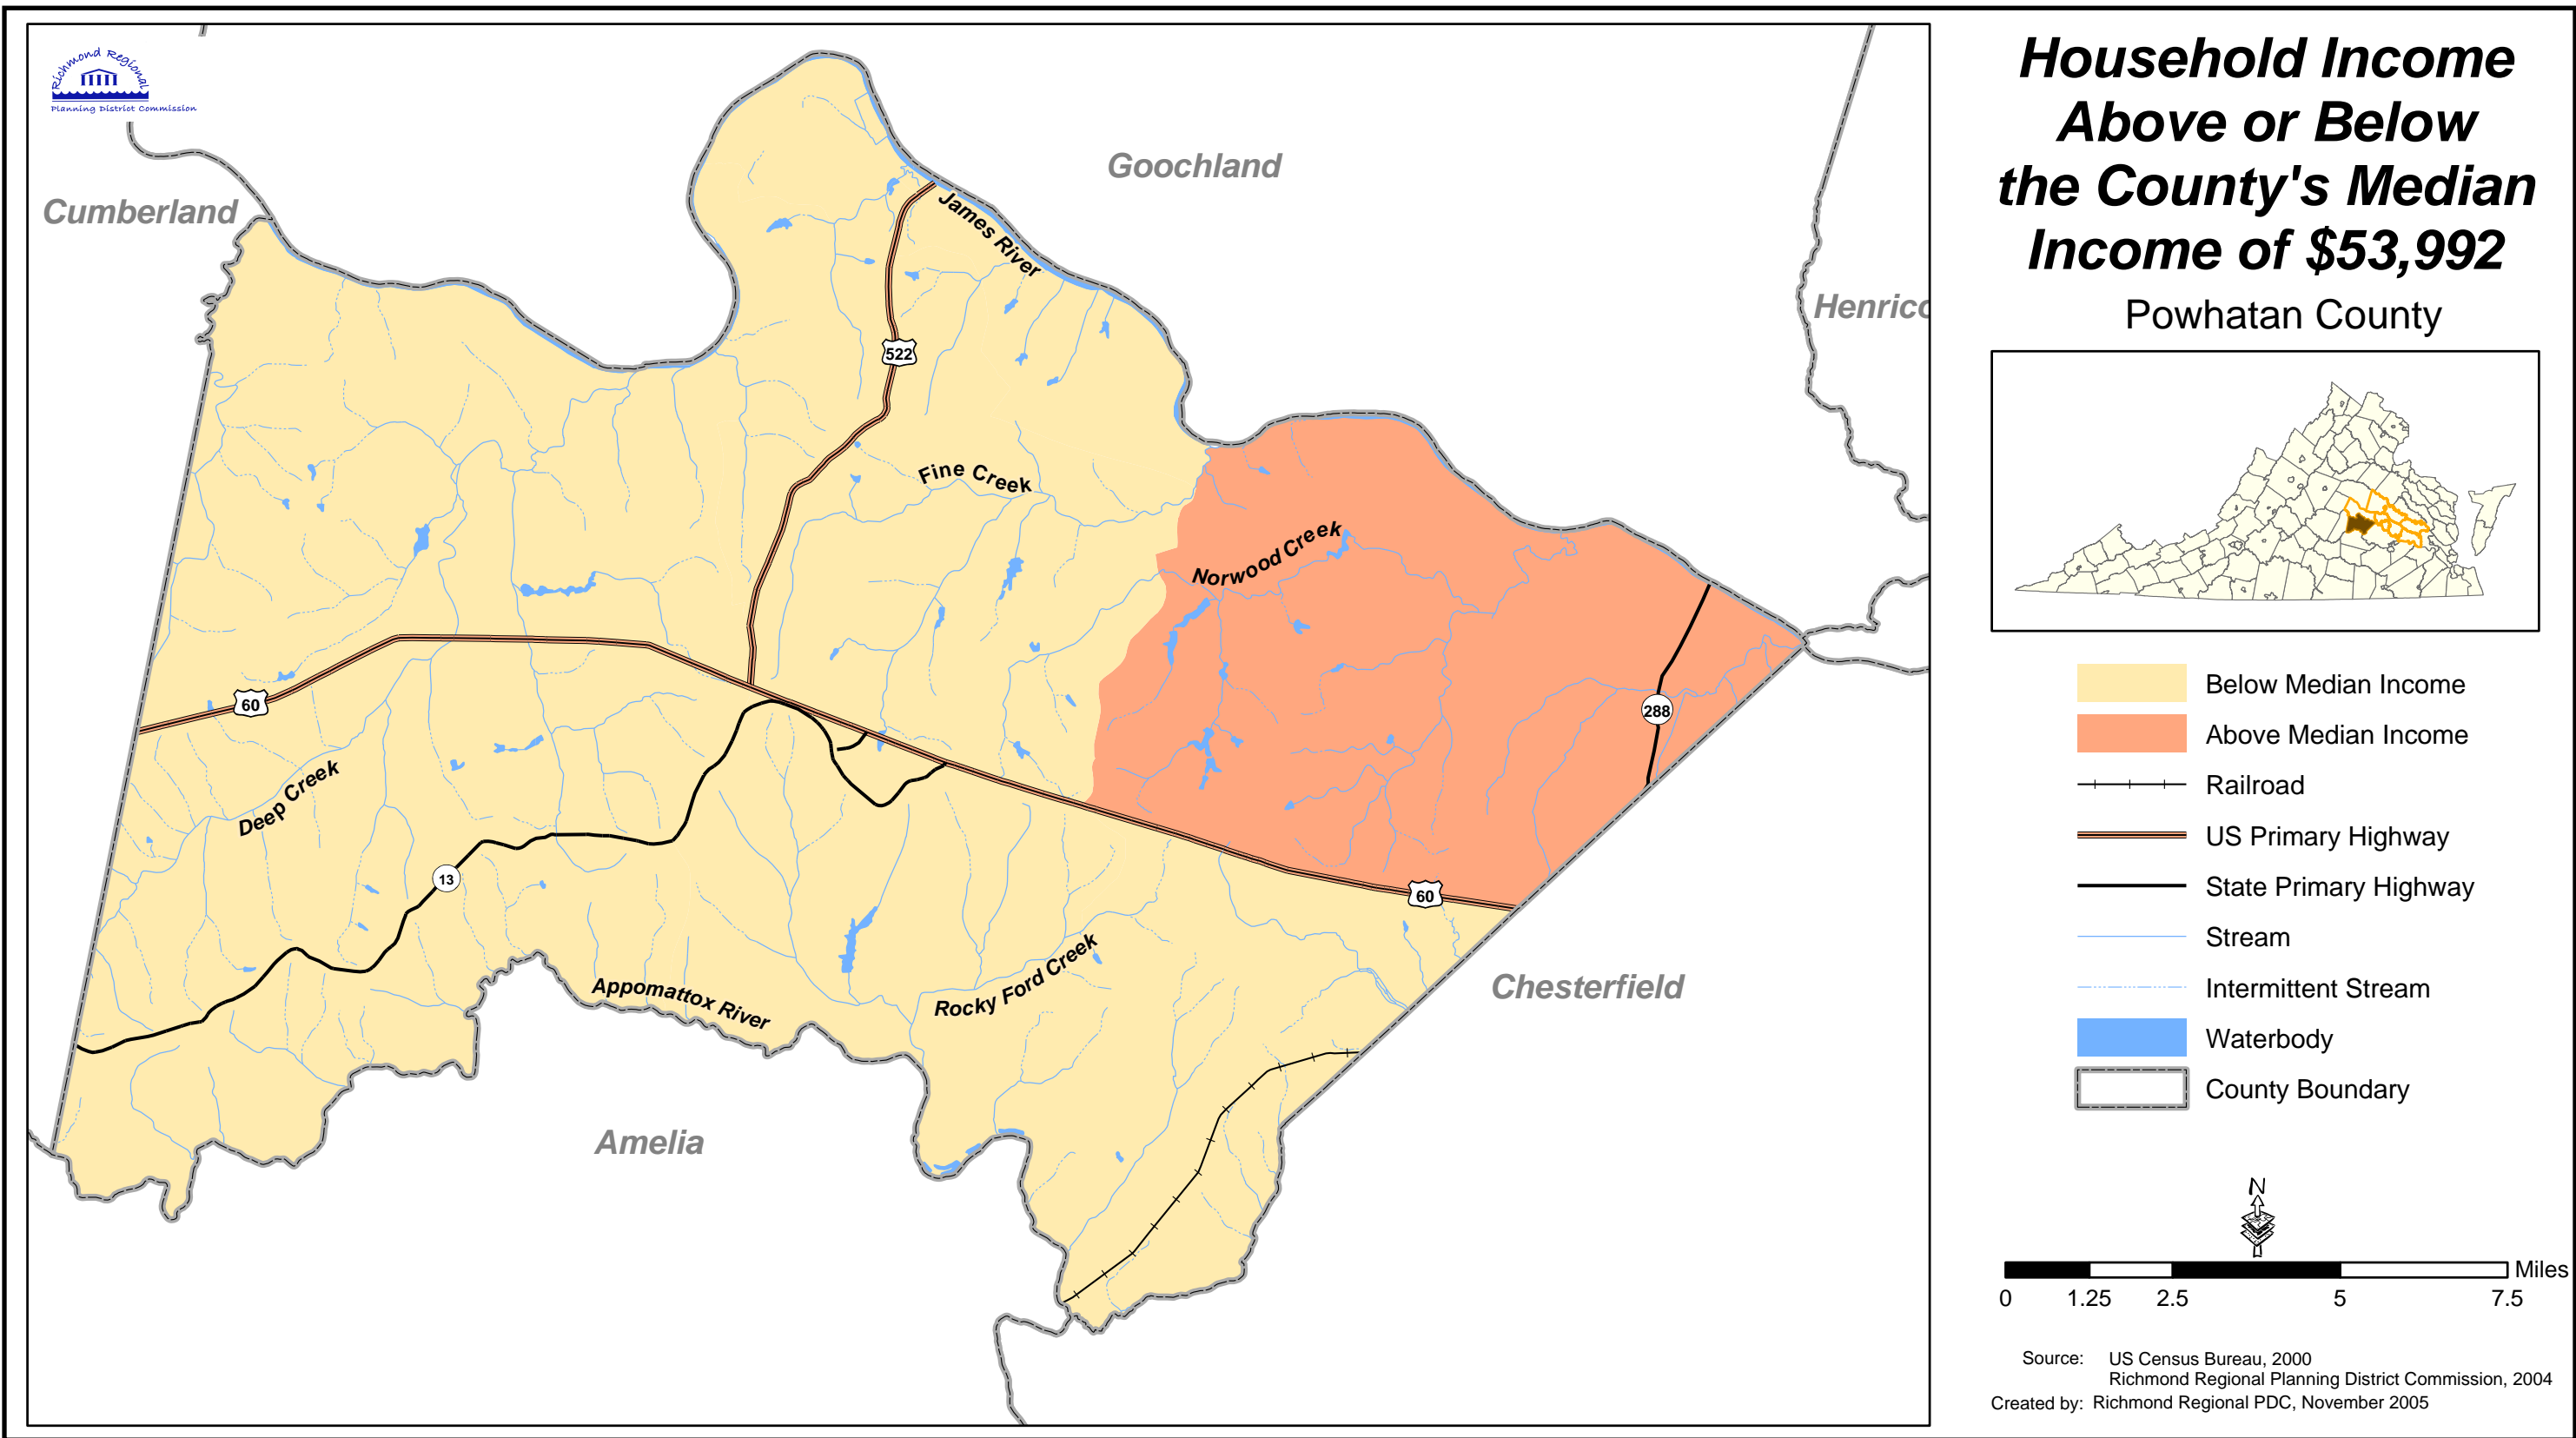 Richmond Regional
Planning District Commission
Household Income
Above or Below
the County's Median
Income of $53,992
Powhatan County
Cumberland
Goochland
Henrico
James River
522
Fine Creek
Norwood Creek
60
288
Deep Creek
13
60
Appomattox River
Rocky Ford Creek
Chesterfield
Amelia
Below Median Income
Above Median Income
Railroad
US Primary Highway
State Primary Highway
Stream
Intermittent Stream
Waterbody
County Boundary
N
Miles
0 1.25 2.5 5 7.5
Source: US Census Bureau, 2000
Richmond Regional Planning District Commission, 2004
Created by: Richmond Regional PDC, November 2005